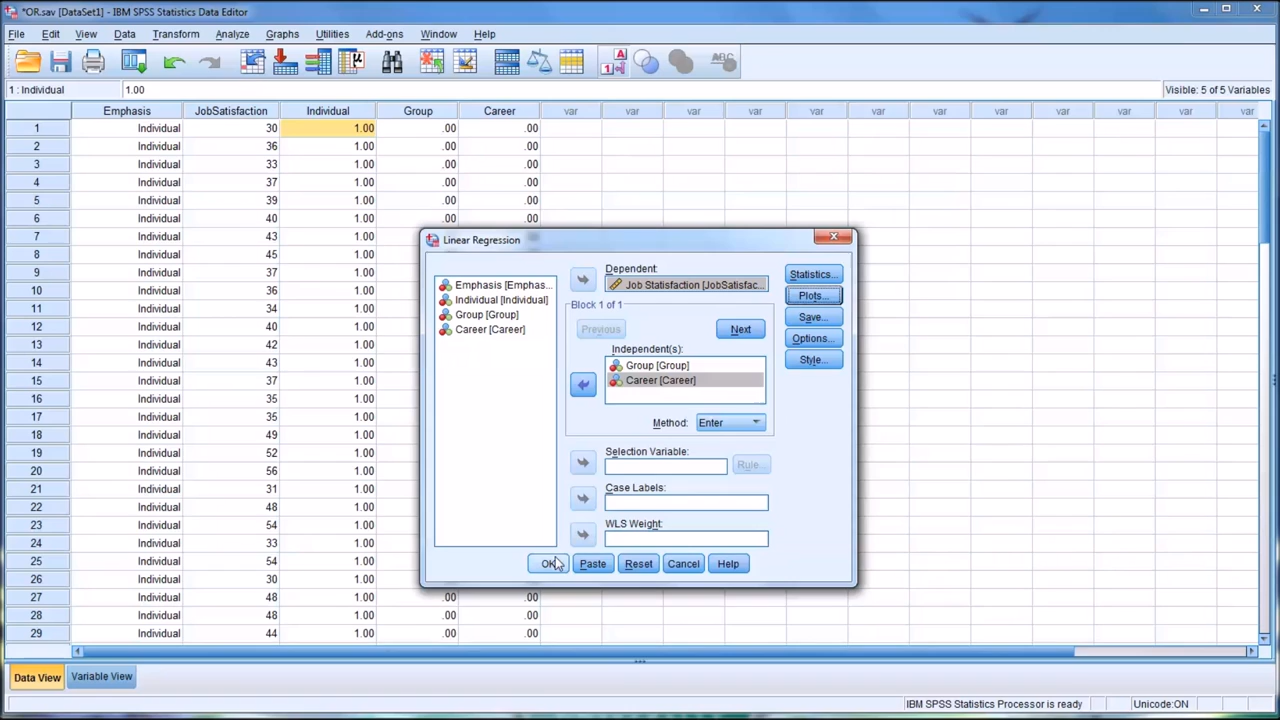 *OR.sav [DataSet1] - IBM SPSS Statistics Data Editor
File Edit View Data Transform Analyze Graphs Utilities Add-ons Window Help
1 : Individual 1.00 Visible: 5 of 5 Variables
Emphasis JobSatisfaction Individual Group Career var var var var var var var var var var var var
1 Individual 30 1.00 .00 .00
2 Individual 36 1.00 .00 .00
3 Individual 33 1.00 .00 .00
4 Individual 37 1.00 .00 .00
5 Individual 39 1.00 .00 .00
6 Individual 40 1.00 .00 .00
7 Individual 43 1.00
8 Individual 45 1.00
9 Individual 37 1.00
10 Individual 36 1.00
11 Individual 34 1.00
12 Individual 40 1.00
13 Individual 42 1.00
14 Individual 43 1.00
15 Individual 37 1.00
16 Individual 35 1.00
17 Individual 35 1.00
18 Individual 49 1.00
19 Individual 52 1.00
20 Individual 56 1.00
21 Individual 31 1.00
22 Individual 48 1.00
23 Individual 54 1.00
24 Individual 33 1.00
25 Individual 54 1.00
26 Individual 30 1.00
27 Individual 48 1.00 .00 .00
28 Individual 48 1.00 .00 .00
29 Individual 44 1.00 .00 .00
Linear Regression
Emphasis [Emphas...
Individual [Individual]
Group [Group]
Career [Career]
Dependent:
Job Statisfaction [JobSatisfac...
Block 1 of 1
Previous Next
Independent(s):
Group [Group]
Career [Career]
Method: Enter
Selection Variable:
Rule...
Case Labels:
WLS Weight:
Statistics...
Plots...
Save...
Options...
Style...
OK Paste Reset Cancel Help
Data View Variable View
IBM SPSS Statistics Processor is ready Unicode:ON